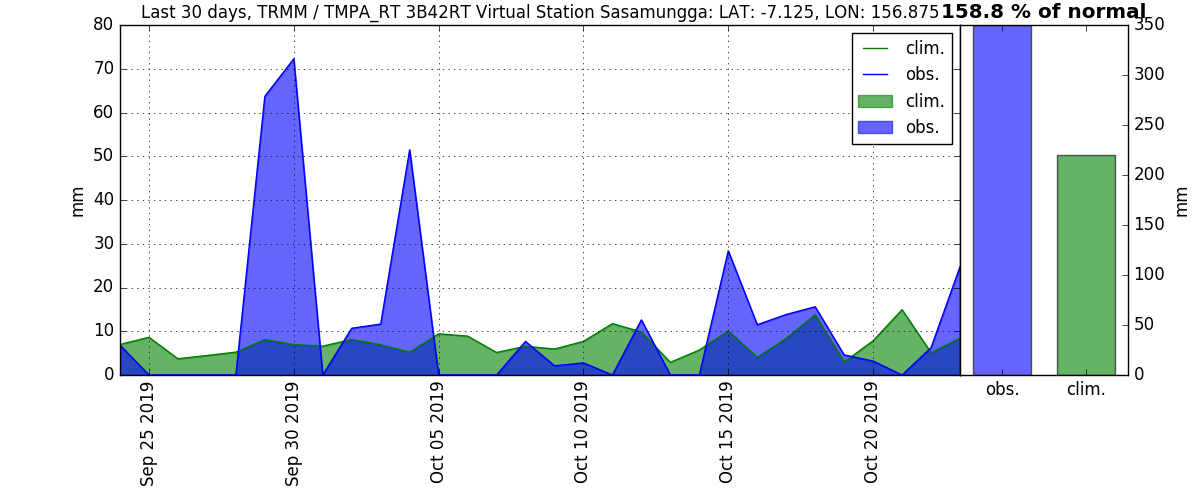 Last 30 days, TRMM / TMPA_RT 3B42RT Virtual Station Sasamungga: LAT: -7.125, LON: 156.875
158.8 % of normal
clim.
obs.
clim.
obs.
80
70
60
50
40
30
20
10
0
mm
Sep 25 2019
Sep 30 2019
Oct 05 2019
Oct 10 2019
Oct 15 2019
Oct 20 2019
350
300
250
200
150
100
50
0
mm
obs.
clim.